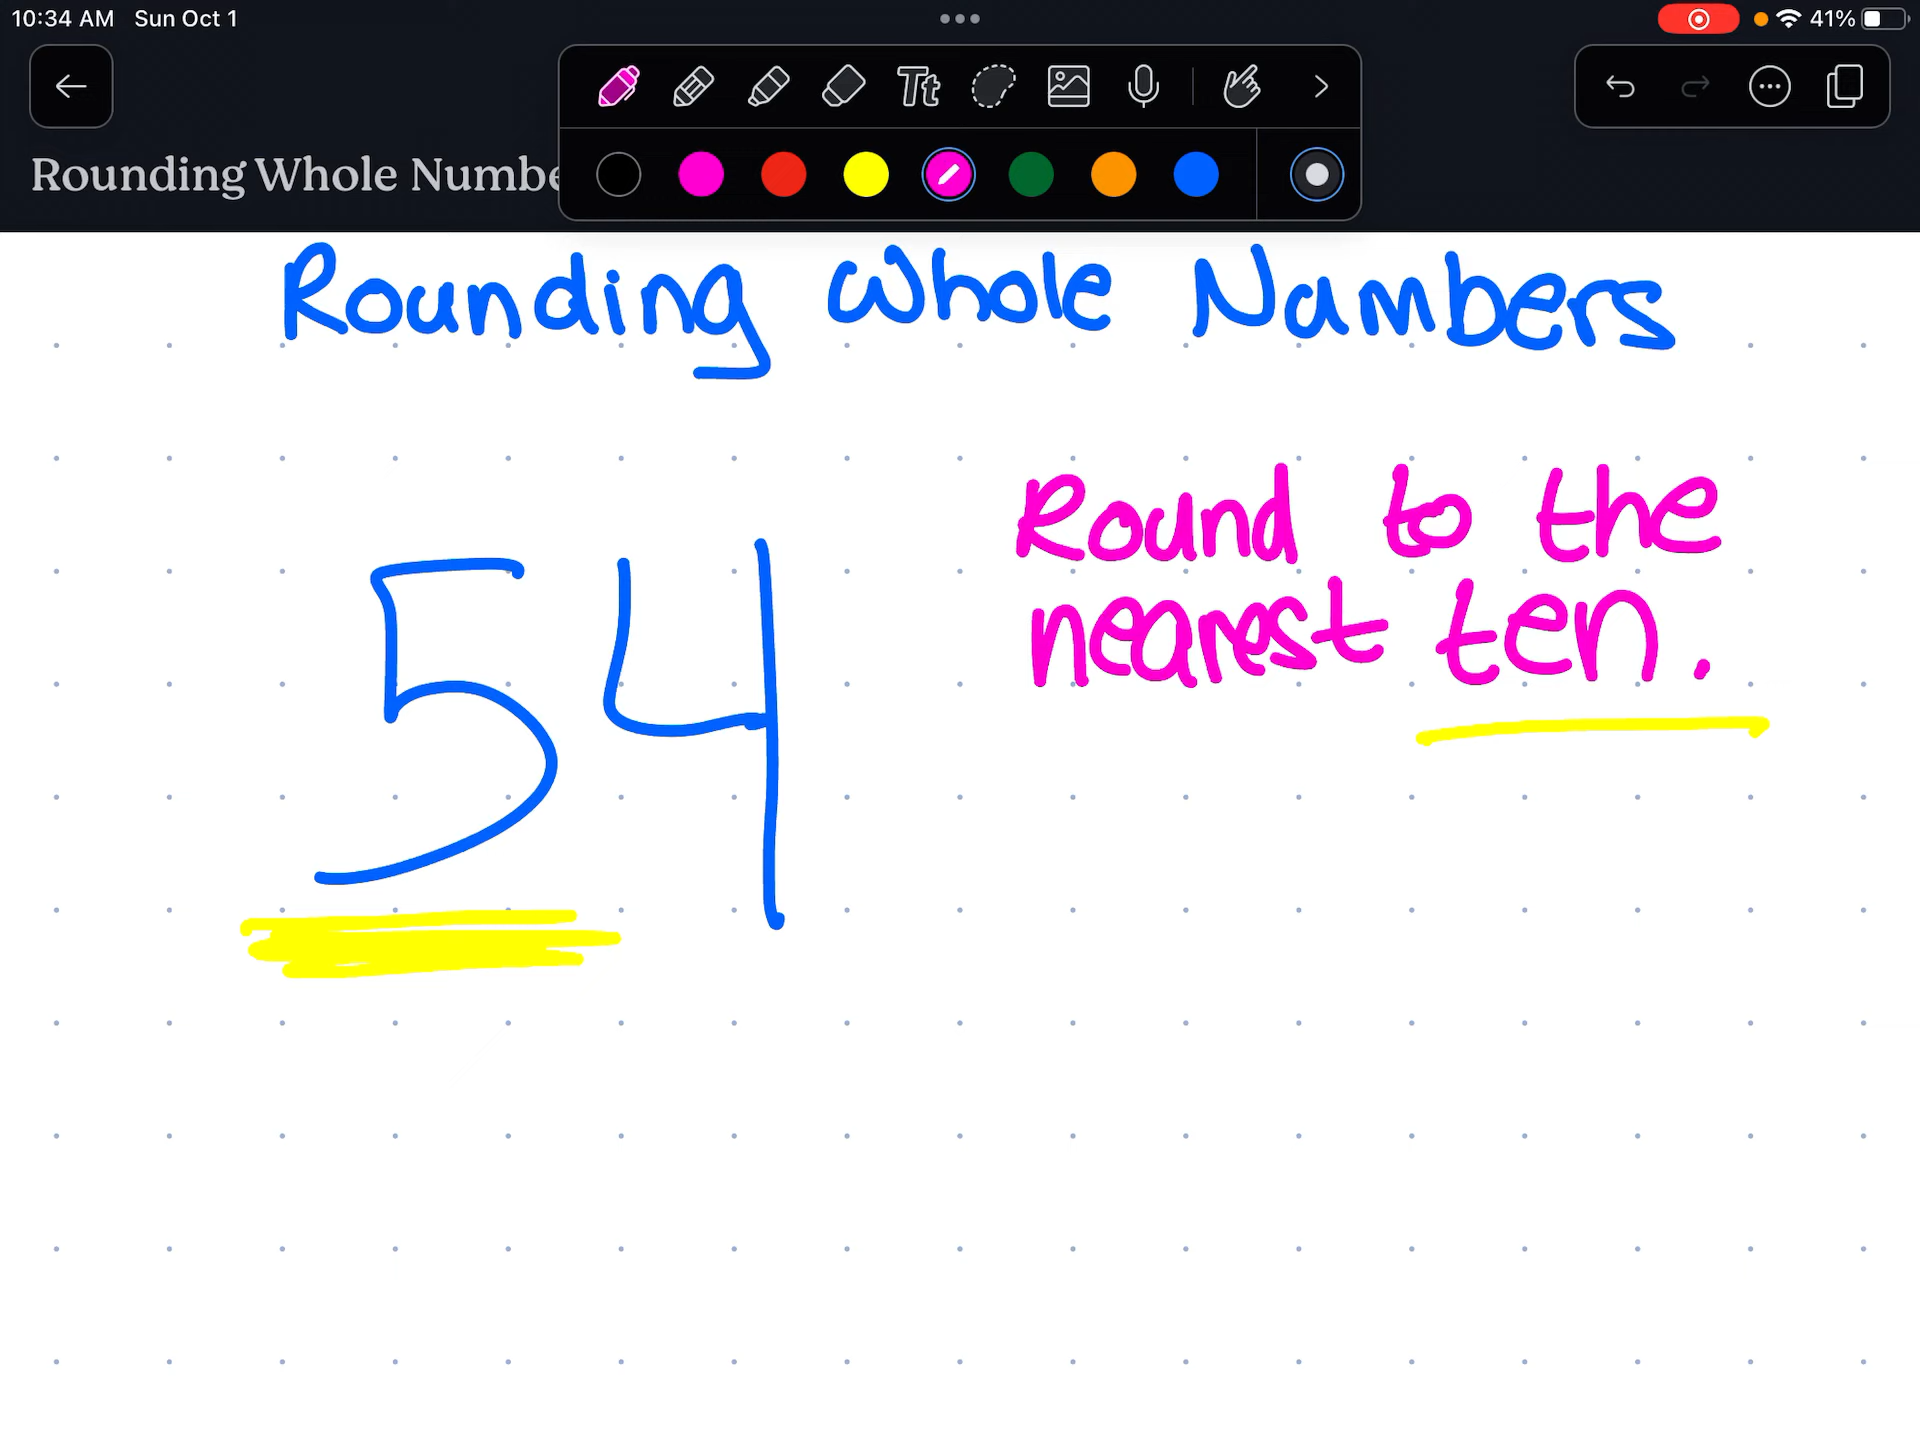 10:34 AM Sun Oct 1
41%
Tt
Rounding Whole Numbe
Rounding Whole Numbers
54
Round to the
nearest ten.